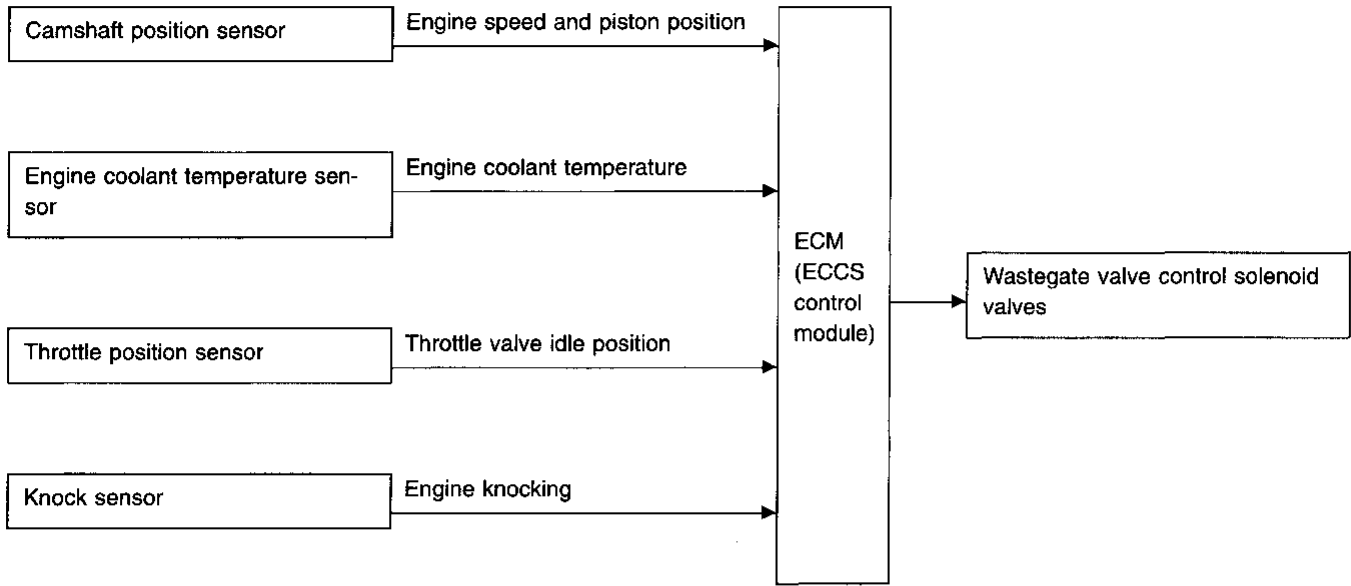 Camshaft position sensor
Engine speed and piston position
Engine coolant temperature sen-
sor
Engine coolant temperature
Throttle position sensor
Throttle valve idle position
Knock sensor
Engine knocking
ECM
(ECCS
control
module)
Wastegate valve control solenoid
valves